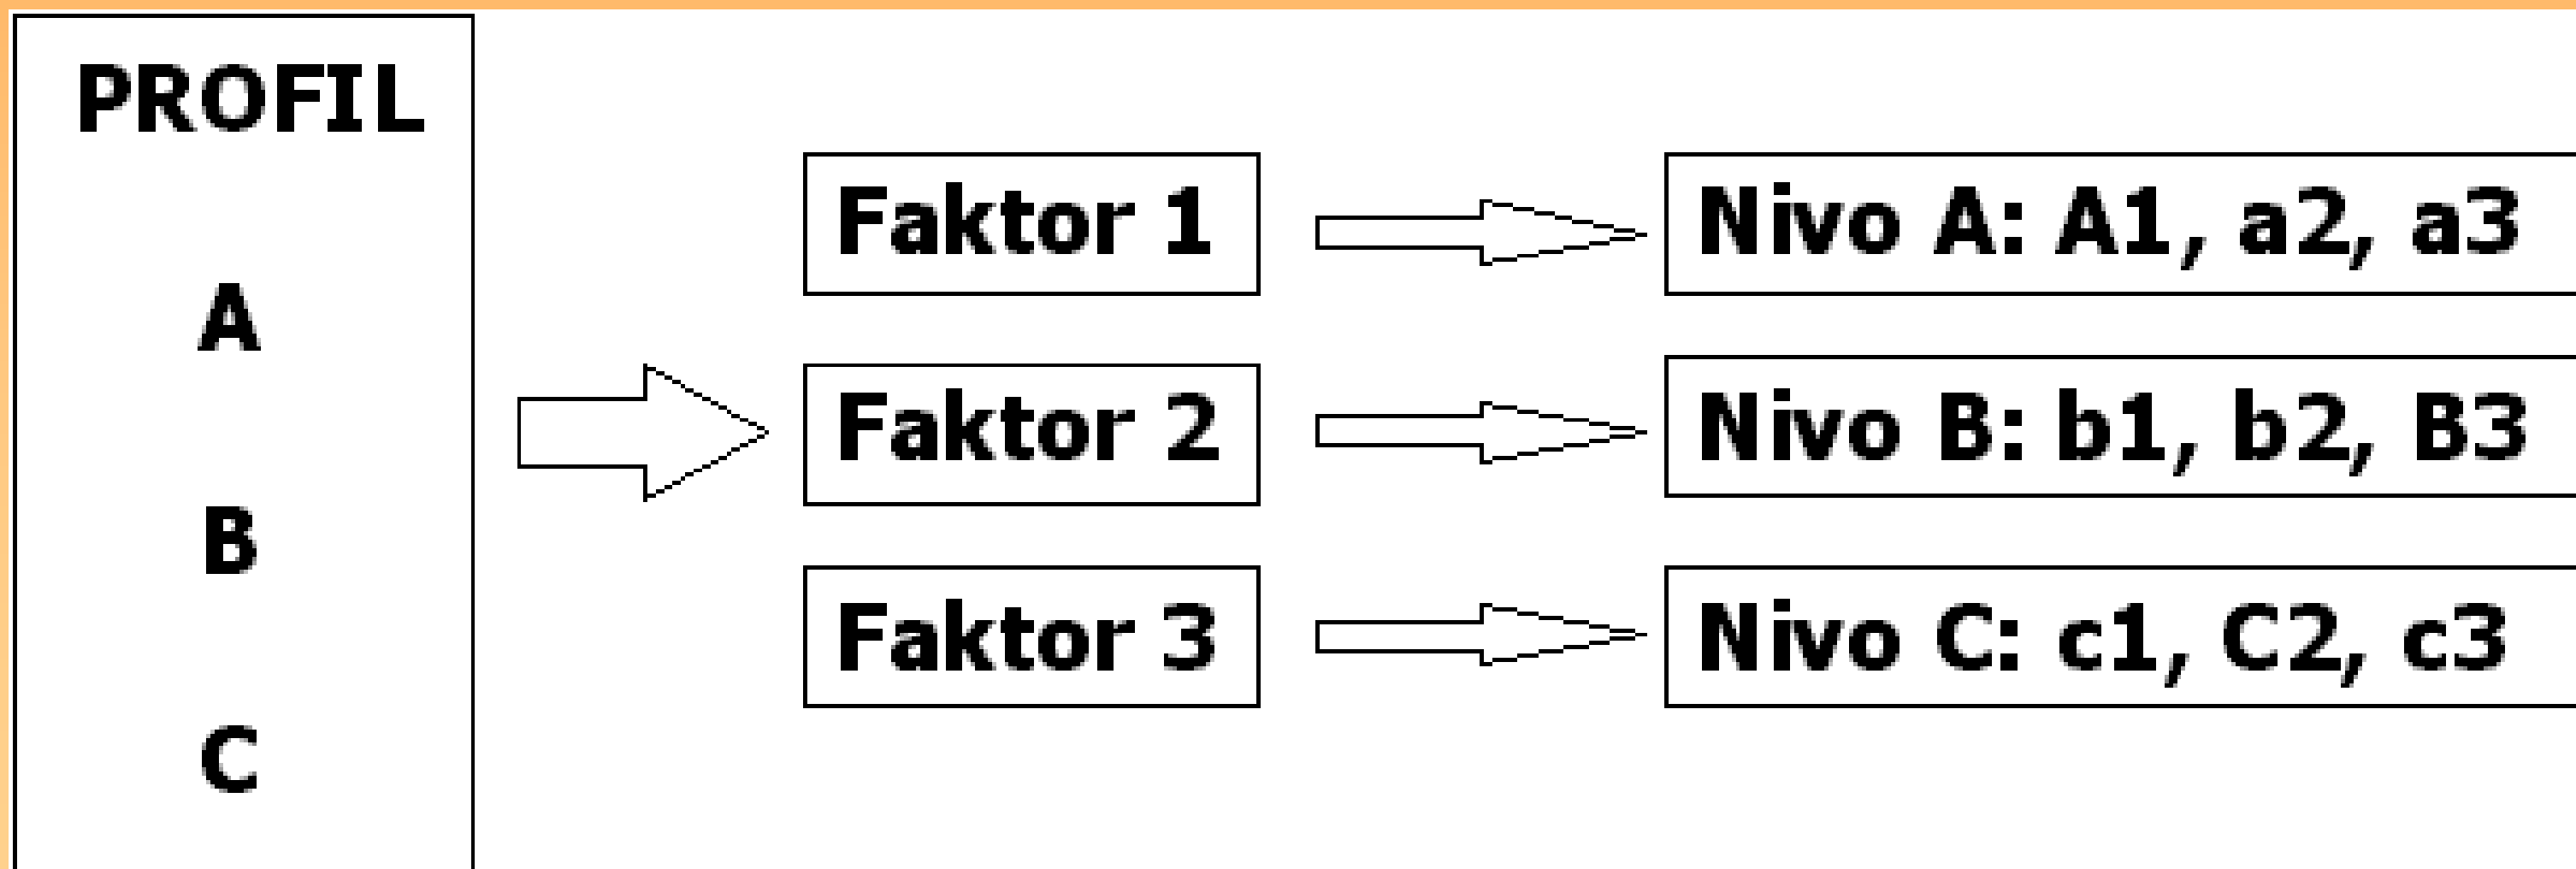 PROFIL
A
B
C
Faktor 1
Nivo A: A1, a2, a3
Faktor 2
Nivo B: b1, b2, B3
Faktor 3
Nivo C: c1, C2, c3